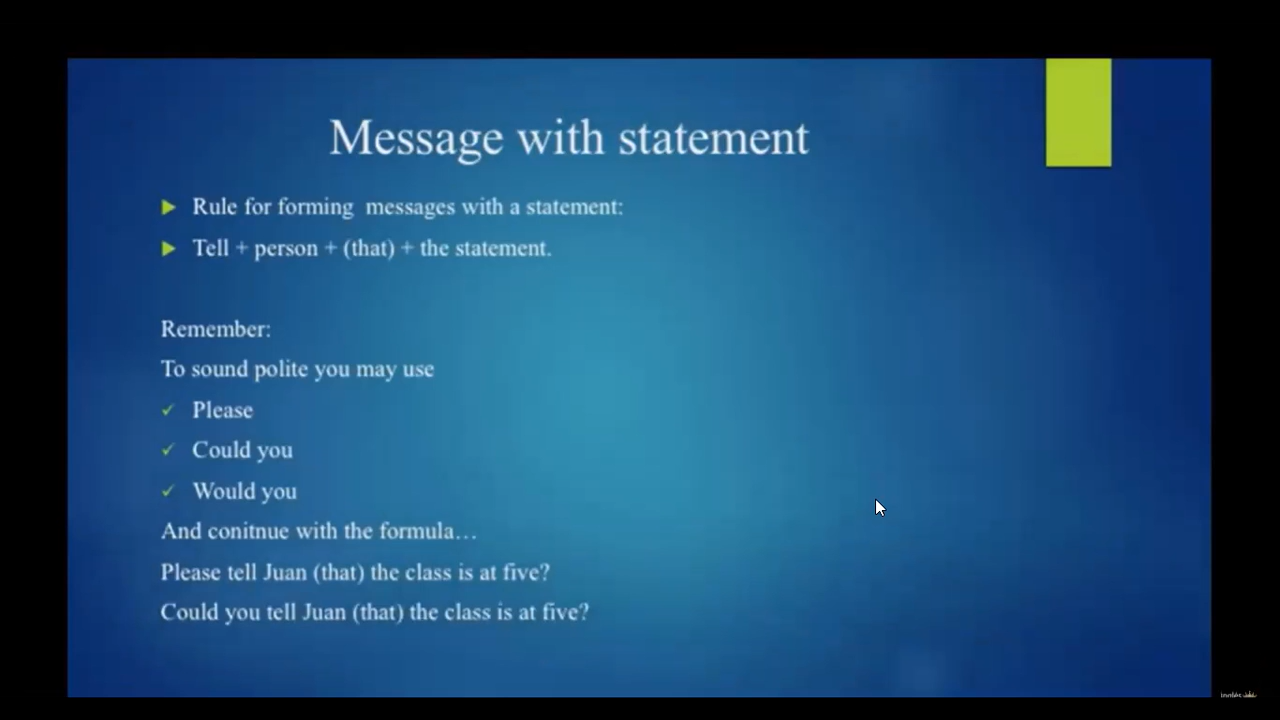 Message with statement
Rule for forming messages with a statement:
Tell + person + (that) + the statement.
Remember:
To sound polite you may use
Please
Could you
Would you
And conitnue with the formula…
Please tell Juan (that) the class is at five?
Could you tell Juan (that) the class is at five?